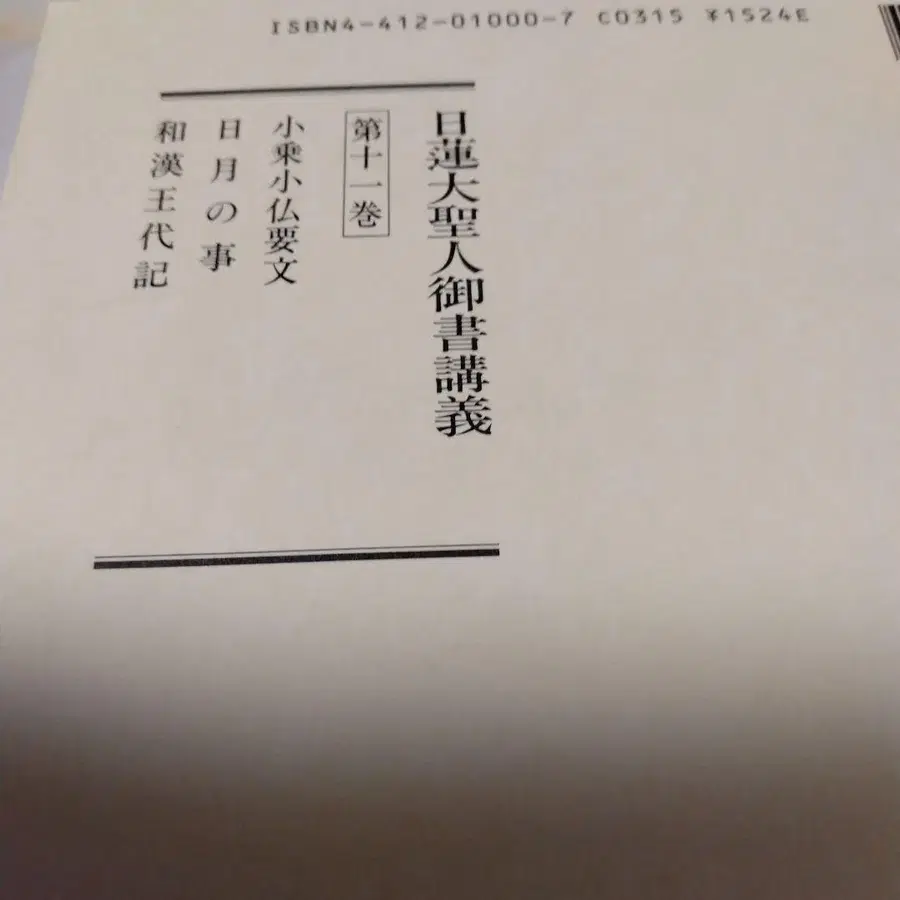 ISBN4-412-01000-7 C0315 ¥1524E
日蓮大聖人御書講義
第十一巻
小乗小仏要文
日月の事
和漢王代記